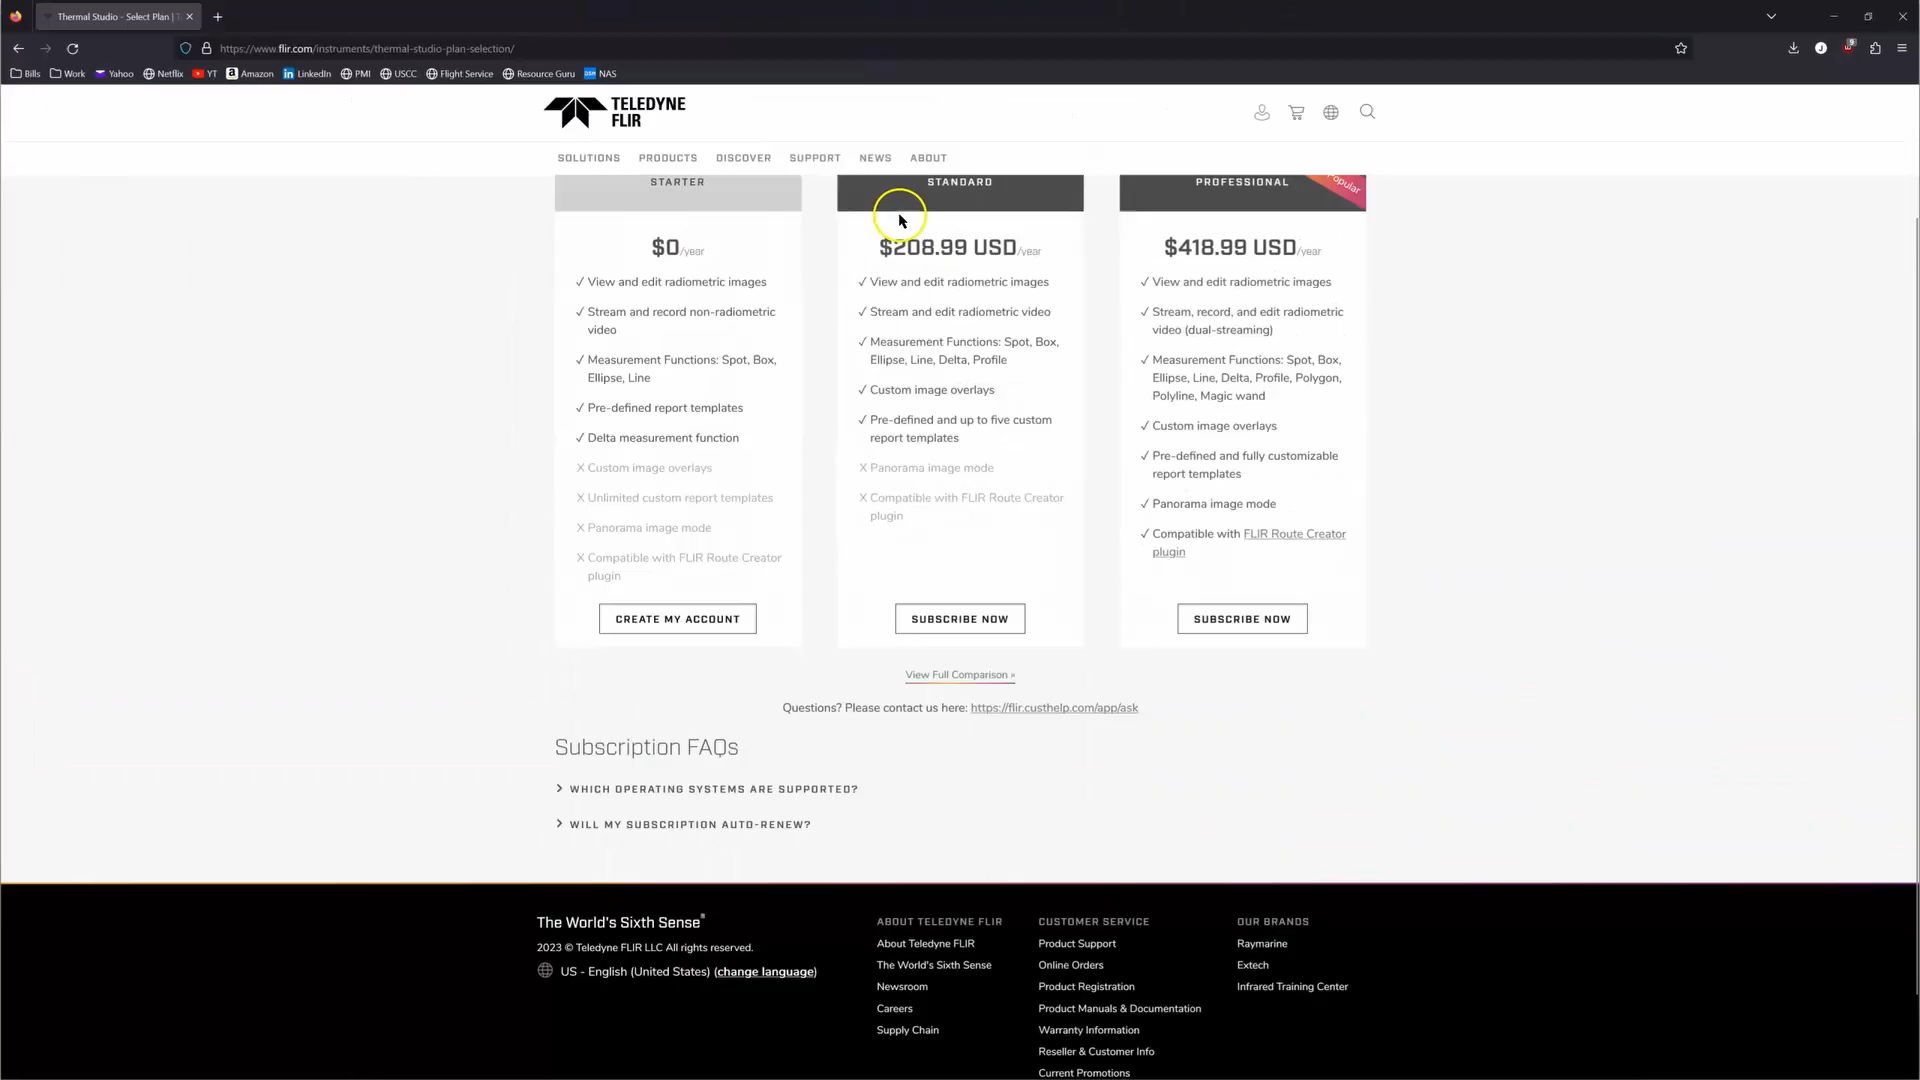 Thermal Studio - Select Plan |
https://www.flir.com/instruments/thermal-studio-plan-selection/
Bills
Work
Yahoo
Netflix
YT
Amazon
LinkedIn
PMI
USCC
Flight Service
Resource Guru
NAS
TELEDYNE
FLIR
SOLUTIONS PRODUCTS DISCOVER SUPPORT NEWS ABOUT
STARTER
$0/year
✓ View and edit radiometric images
✓ Stream and record non-radiometric
video
✓ Measurement Functions: Spot, Box,
Ellipse, Line
✓ Pre-defined report templates
✓ Delta measurement function
X Custom image overlays
X Unlimited custom report templates
X Panorama image mode
X Compatible with FLIR Route Creator
plugin
CREATE MY ACCOUNT
STANDARD
$208.99 USD/year
✓ View and edit radiometric images
✓ Stream and edit radiometric video
✓ Measurement Functions: Spot, Box,
Ellipse, Line, Delta, Profile
✓ Custom image overlays
✓ Pre-defined and up to five custom
report templates
X Panorama image mode
X Compatible with FLIR Route Creator
plugin
SUBSCRIBE NOW
PROFESSIONAL
Popular
$418.99 USD/year
✓ View and edit radiometric images
✓ Stream, record, and edit radiometric
video (dual-streaming)
✓ Measurement Functions: Spot, Box,
Ellipse, Line, Delta, Profile, Polygon,
Polyline, Magic wand
✓ Custom image overlays
✓ Pre-defined and fully customizable
report templates
✓ Panorama image mode
✓ Compatible with FLIR Route Creator
plugin
SUBSCRIBE NOW
View Full Comparison »
Questions? Please contact us here: https://flir.custhelp.com/app/ask
Subscription FAQs
WHICH OPERATING SYSTEMS ARE SUPPORTED?
WILL MY SUBSCRIPTION AUTO-RENEW?
The World's Sixth Sense®
2023 © Teledyne FLIR LLC All rights reserved.
US - English (United States) (change language)
ABOUT TELEDYNE FLIR
About Teledyne FLIR
The World's Sixth Sense
Newsroom
Careers
Supply Chain
CUSTOMER SERVICE
Product Support
Online Orders
Product Registration
Product Manuals & Documentation
Warranty Information
Reseller & Customer Info
Current Promotions
OUR BRANDS
Raymarine
Extech
Infrared Training Center